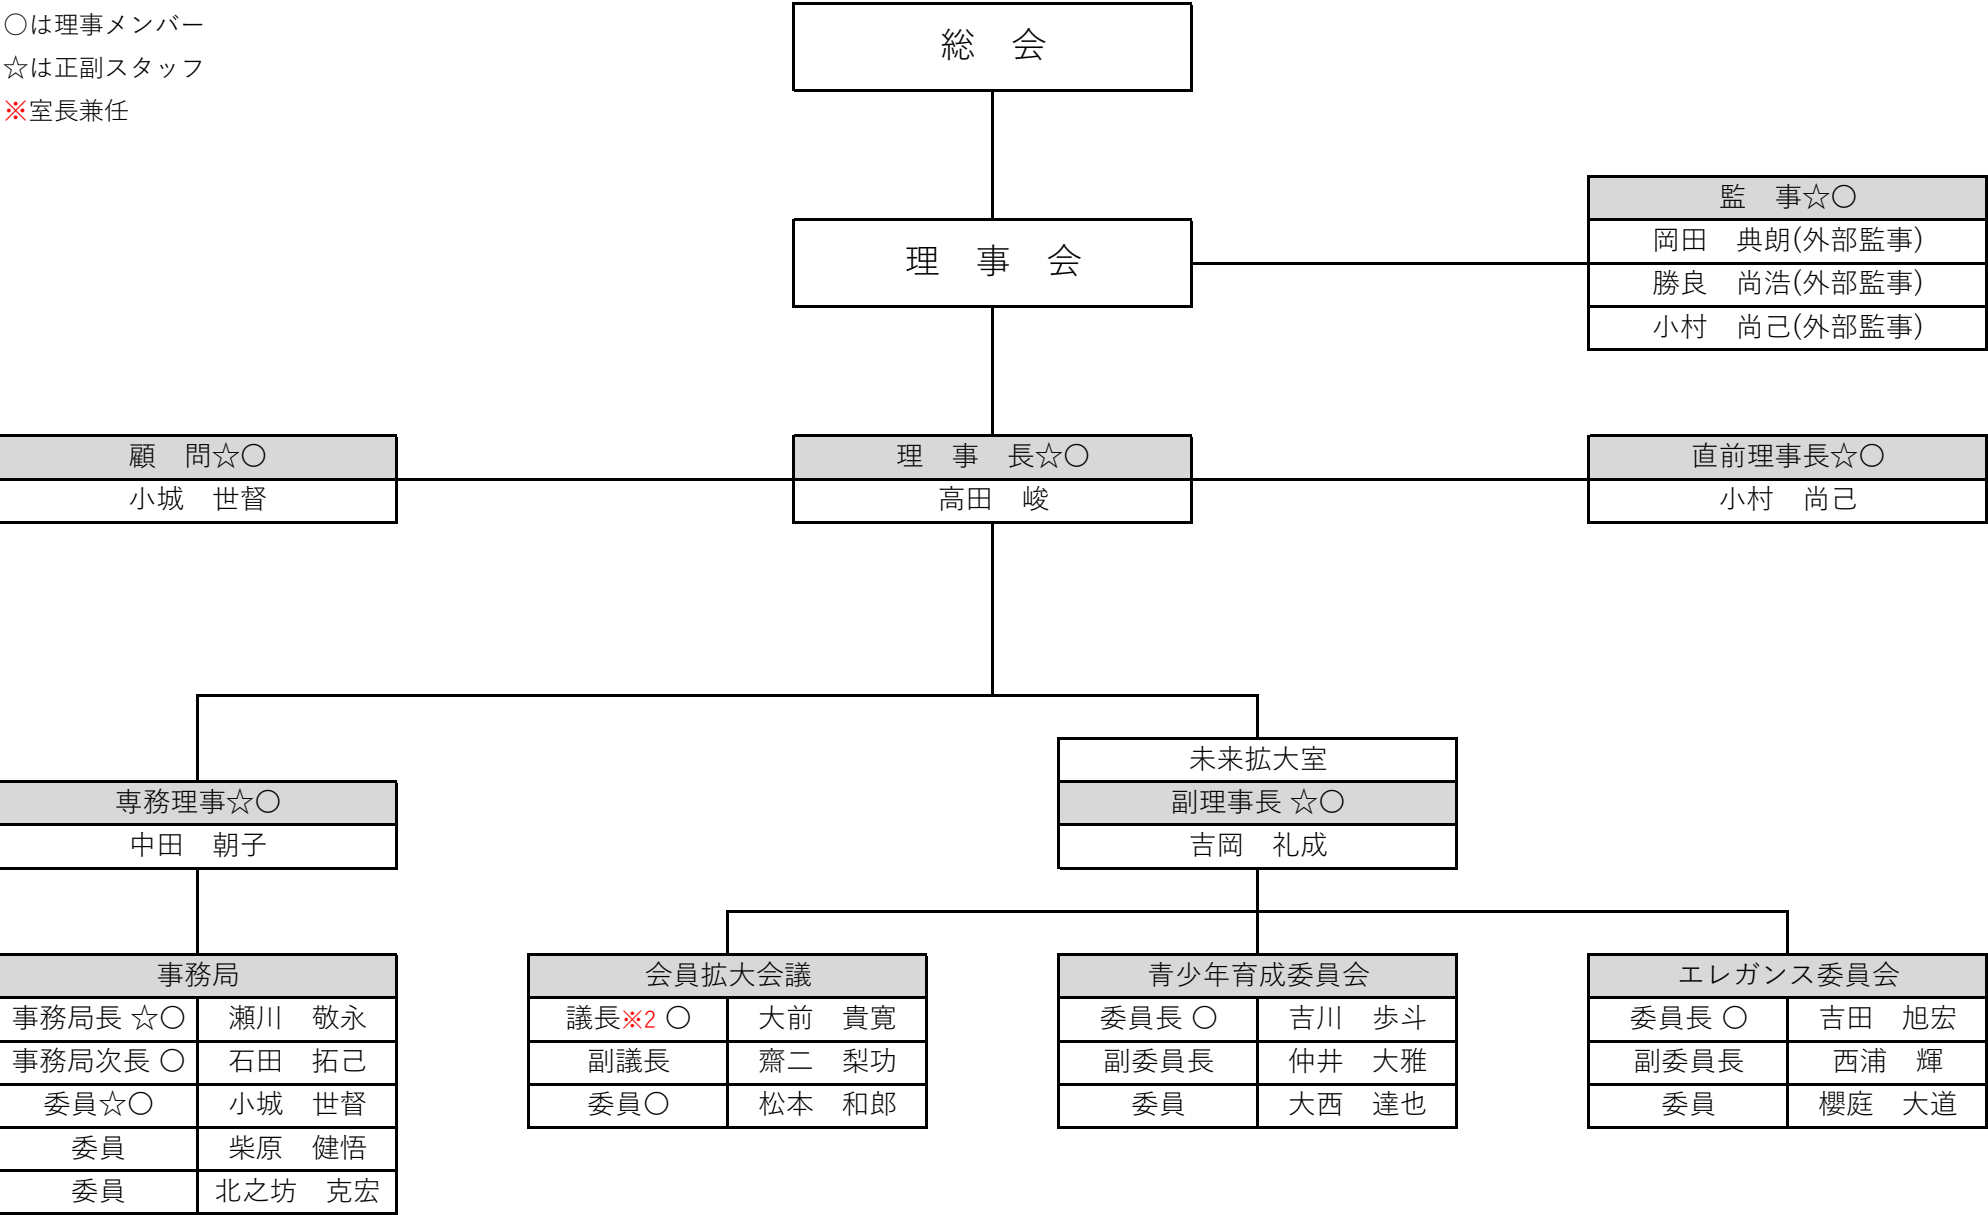 〇は理事メンバー
☆は正副スタッフ
※室長兼任
総　会
理　事　会
監　事☆〇
岡田　典朗(外部監事)
勝良　尚浩(外部監事)
小村　尚己(外部監事)
顧　問☆〇
小城　世督
理　事　長☆〇
高田　峻
直前理事長☆〇
小村　尚己
未来拡大室
副理事長 ☆〇
吉岡　礼成
専務理事☆〇
中田　朝子
事務局
事務局長 ☆〇 瀬川　敬永
事務局次長 〇 石田　拓己
委員☆〇 小城　世督
委員 柴原　健悟
委員 北之坊　克宏
会員拡大会議
議長※2 〇 大前　貴寛
副議長 齋二　梨功
委員〇 松本　和郎
青少年育成委員会
委員長 〇 吉川　歩斗
副委員長 仲井　大雅
委員 大西　達也
エレガンス委員会
委員長 〇 吉田　旭宏
副委員長 西浦　輝
委員 櫻庭　大道